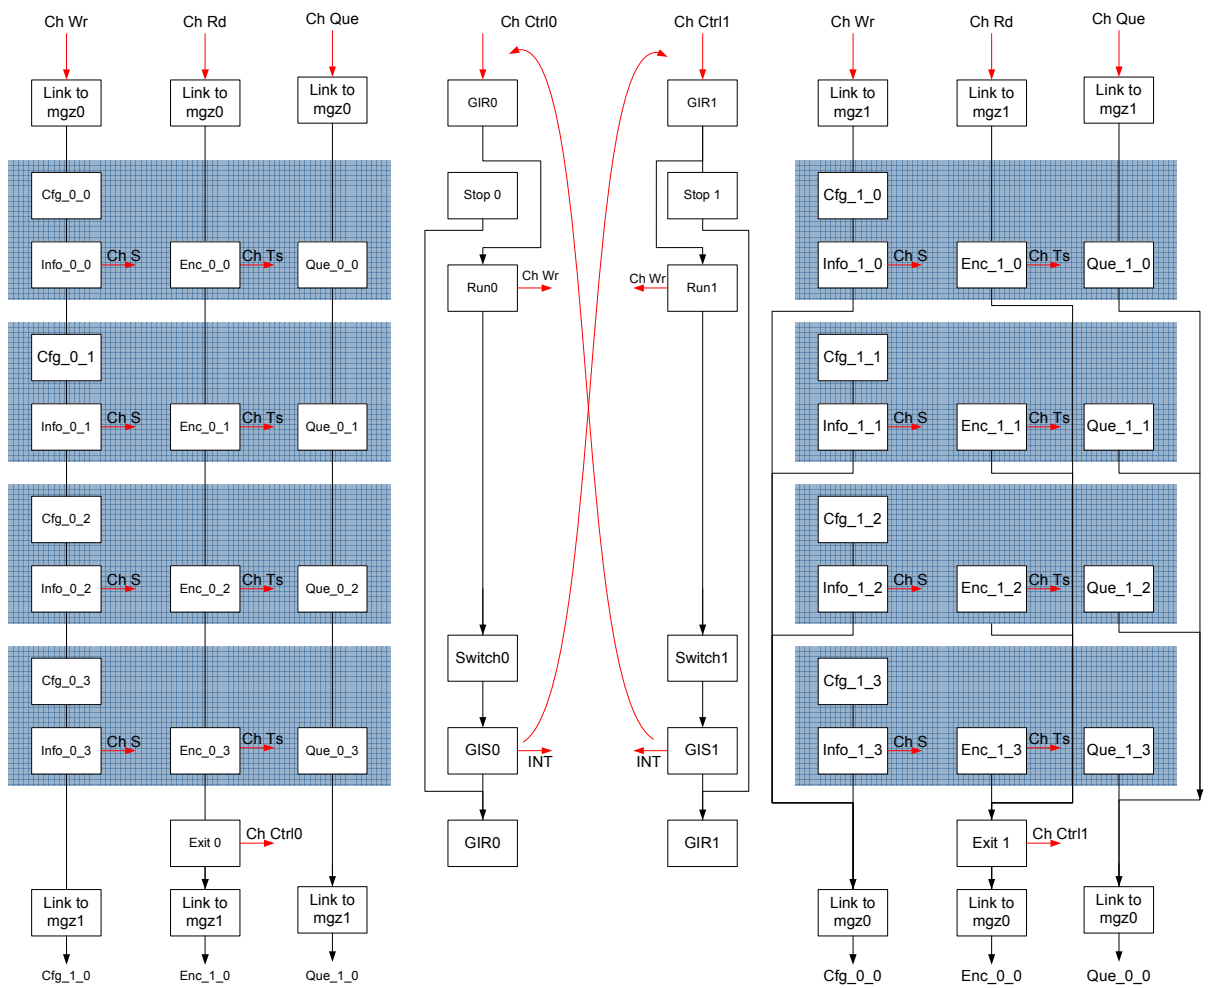 Ch Wr
Ch Rd
Ch Que
Ch Ctrl0
Ch Ctrl1
Ch Wr
Ch Rd
Ch Que
Link to
mgz0
Link to
mgz0
Link to
mgz0
GIR0
GIR1
Link to
mgz1
Link to
mgz1
Link to
mgz1
Cfg_0_0
Stop 0
Stop 1
Cfg_1_0
Info_0_0
Ch S
Enc_0_0
Ch Ts
Que_0_0
Run0
Ch Wr
Ch Wr
Run1
Info_1_0
Ch S
Enc_1_0
Ch Ts
Que_1_0
Cfg_0_1
Cfg_1_1
Info_0_1
Ch S
Enc_0_1
Ch Ts
Que_0_1
Info_1_1
Ch S
Enc_1_1
Ch Ts
Que_1_1
Cfg_0_2
Cfg_1_2
Info_0_2
Ch S
Enc_0_2
Ch Ts
Que_0_2
Info_1_2
Ch S
Enc_1_2
Ch Ts
Que_1_2
Cfg_0_3
Switch0
Switch1
Cfg_1_3
Info_0_3
Ch S
Enc_0_3
Ch Ts
Que_0_3
GIS0
INT
INT
GIS1
Info_1_3
Ch S
Enc_1_3
Ch Ts
Que_1_3
Exit 0
Ch Ctrl0
GIR0
GIR1
Exit 1
Ch Ctrl1
Link to
mgz1
Link to
mgz1
Link to
mgz1
Link to
mgz0
Link to
mgz0
Link to
mgz0
Cfg_1_0
Enc_1_0
Que_1_0
Cfg_0_0
Enc_0_0
Que_0_0